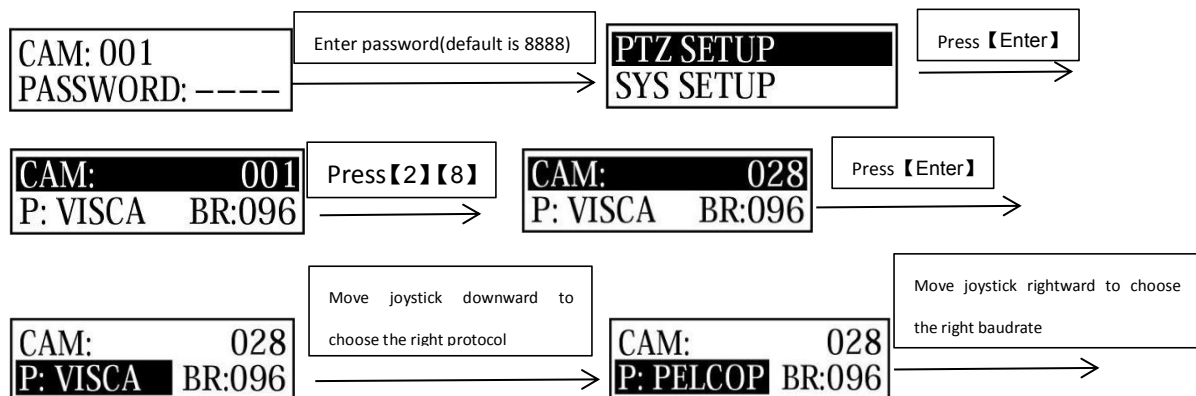 CAM: 001
PASSWORD: ----
Enter password(default is 8888)
PTZ SETUP
SYS SETUP
Press【Enter】
CAM: 001
P: VISCA BR:096
Press【2】【8】
CAM: 028
P: VISCA BR:096
Press【Enter】
CAM: 028
P: VISCA BR:096
Move joystick downward to
choose the right protocol
CAM: 028
P: PELCOP BR:096
Move joystick rightward to choose
the right baudrate